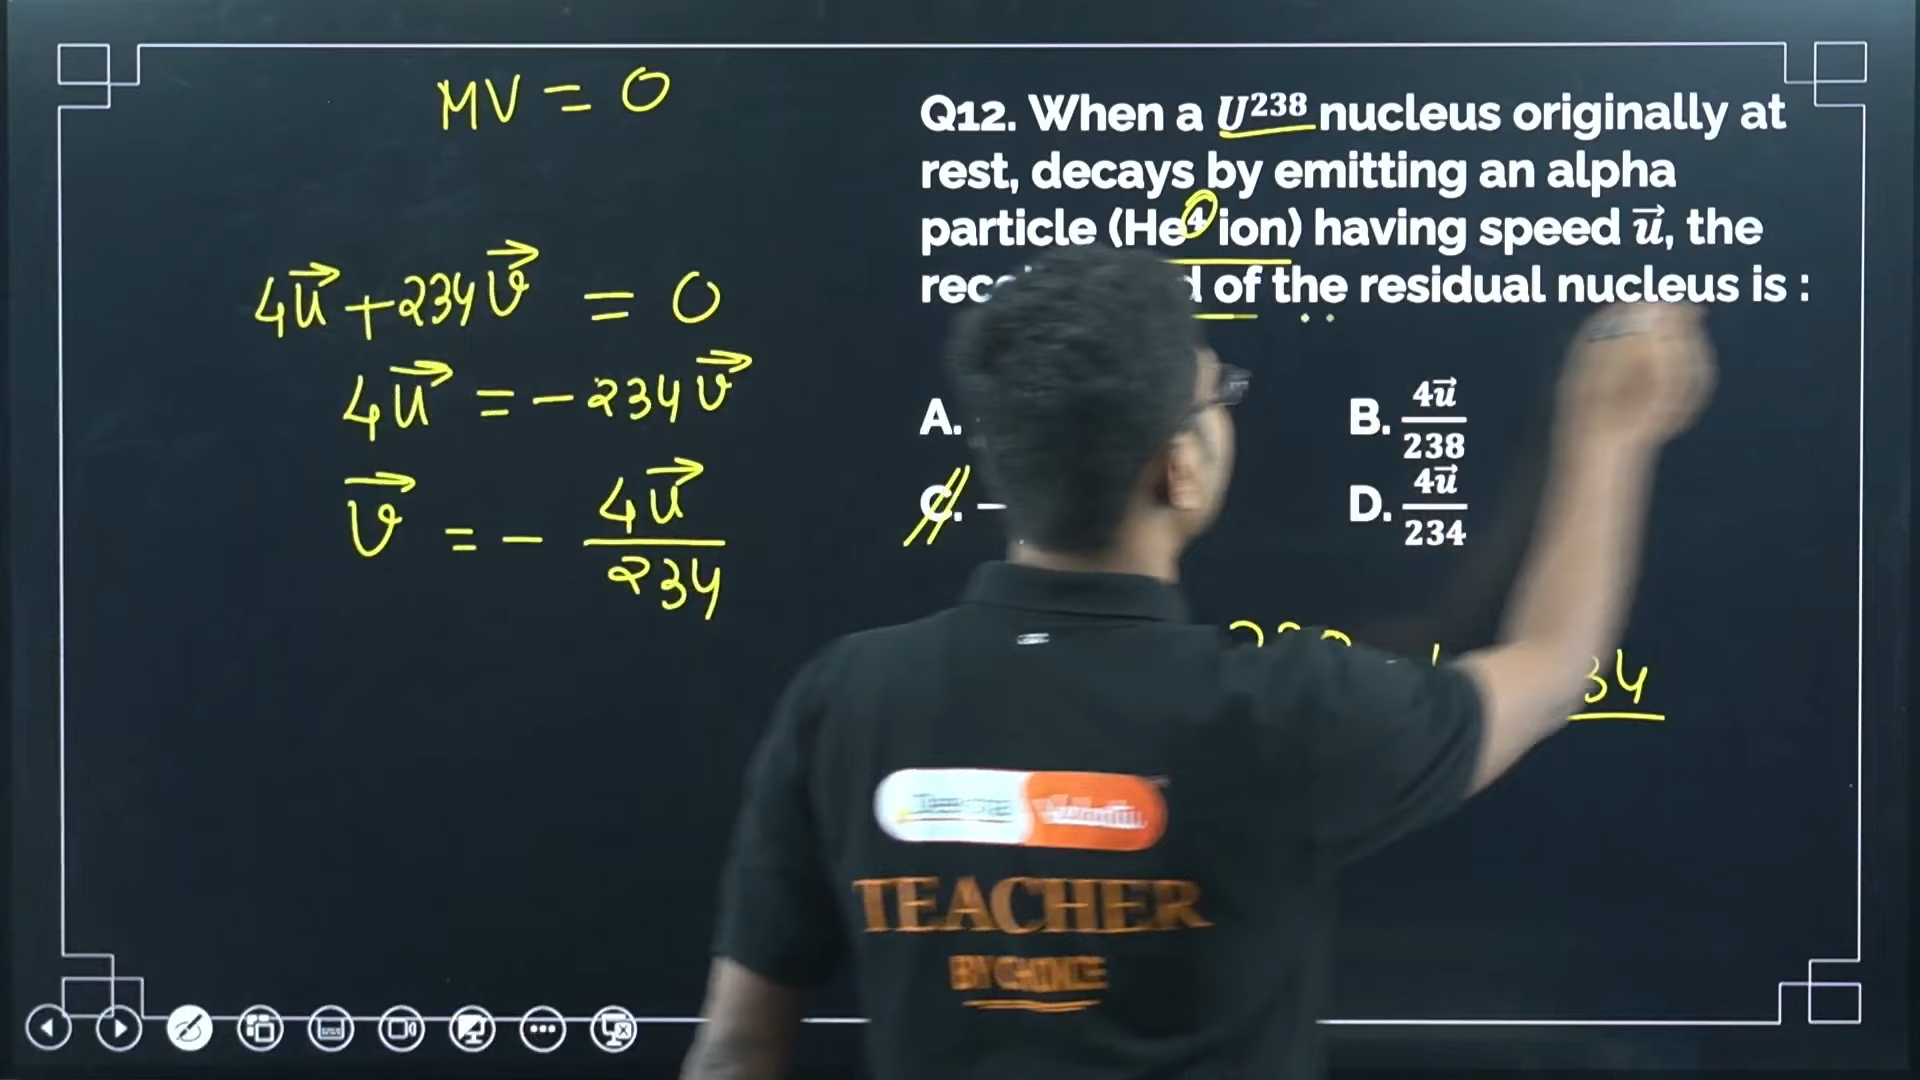 MV = 0
4u⃗ + 234v⃗ = 0
4u⃗ = - 234v⃗
v⃗ = - 4u⃗ / 234
Q12. When a U²³⁸ nucleus originally at
rest, decays by emitting an alpha
particle (He⁴ ion) having speed u⃗, the
of the residual nucleus is :
A.
B. 4u⃗ / 238
C. –
D. 4u⃗ / 234
34
TEACHER
BY CHOICE